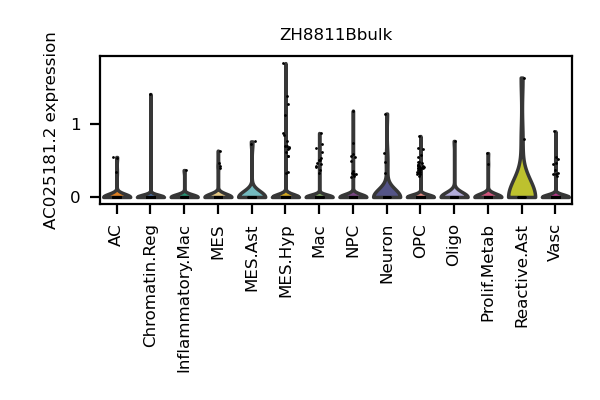 ZH8811Bbulk
AC025181.2 expression
1
0
AC
Chromatin.Reg
Inflammatory.Mac
MES
MES.Ast
MES.Hyp
Mac
NPC
Neuron
OPC
Oligo
Prolif.Metab
Reactive.Ast
Vasc